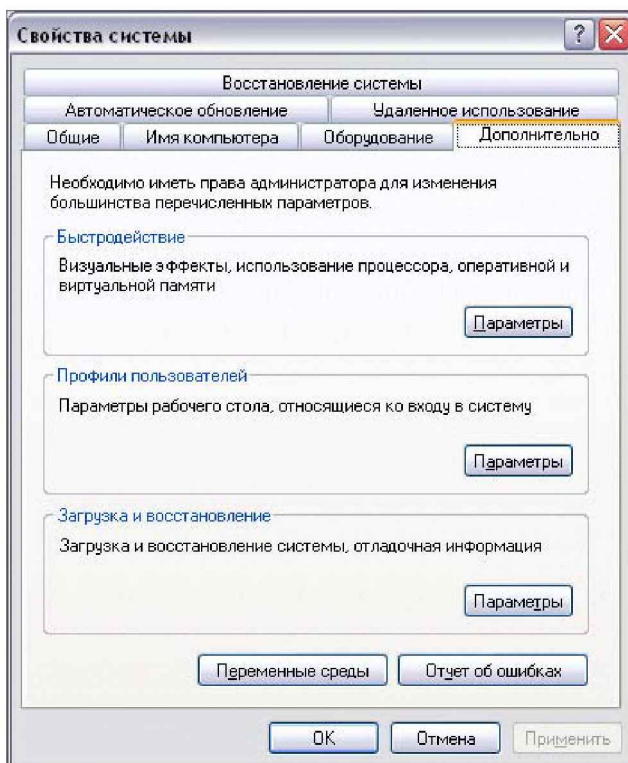 Свойства системы
Восстановление системы
Автоматическое обновление
Удаленное использование
Общие
Имя компьютера
Оборудование
Дополнительно
Необходимо иметь права администратора для изменения
большинства перечисленных параметров.
Быстродействие
Визуальные эффекты, использование процессора, оперативной и
виртуальной памяти
Параметры
Профили пользователей
Параметры рабочего стола, относящиеся ко входу в систему
Параметры
Загрузка и восстановление
Загрузка и восстановление системы, отладочная информация
Параметры
Переменные среды
Отчет об ошибках
ОК
Отмена
Применить